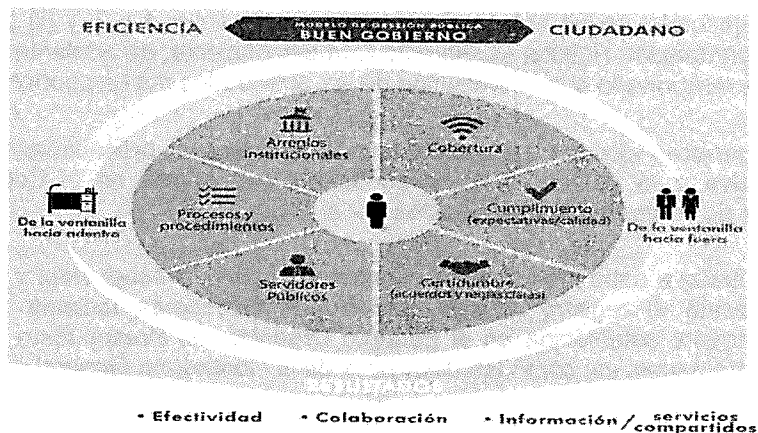 EFICIENCIA
MODELO DE GESTIÓN PÚBLICA
BUEN GOBIERNO
CIUDADANO
Arreglos
Institucionales
Cobertura
De la ventanilla
hacia adentro
Procesos y
procedimientos
Cumplimiento
(expectativas/calidad)
De la ventanilla
hacia fuera
Servidores
Públicos
Certidumbre
(acuerdos y reglas claras)
RESULTADOS
• Efectividad • Colaboración • Información / servicios
compartidos